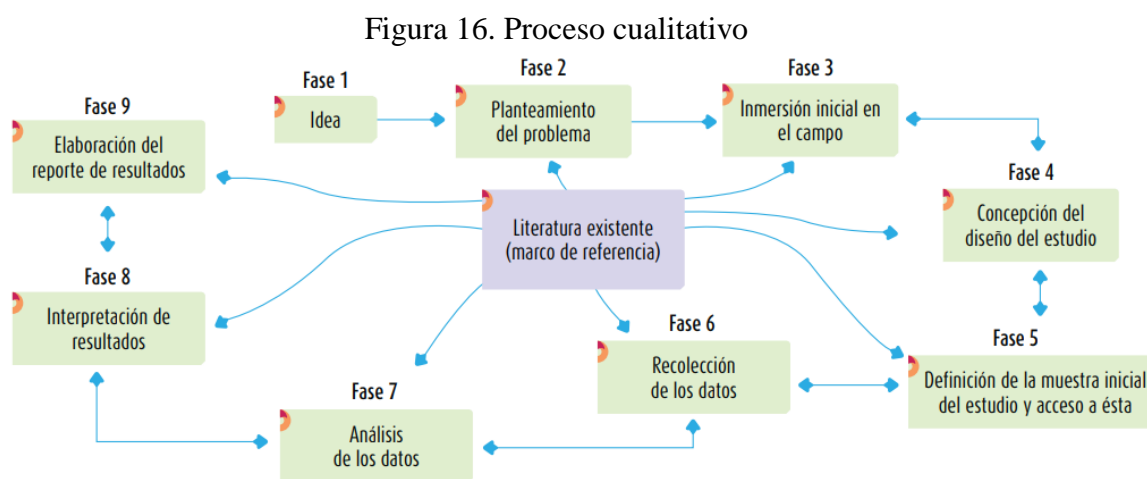 Figura 16. Proceso cualitativo
Fase 1
Idea
Fase 2
Planteamiento
del problema
Fase 3
Inmersión inicial en
el campo
Fase 4
Concepción del
diseño del estudio
Fase 5
Definición de la muestra inicial
del estudio y acceso a ésta
Fase 6
Recolección
de los datos
Fase 7
Análisis
de los datos
Fase 8
Interpretación de
resultados
Fase 9
Elaboración del
reporte de resultados
Literatura existente
(marco de referencia)